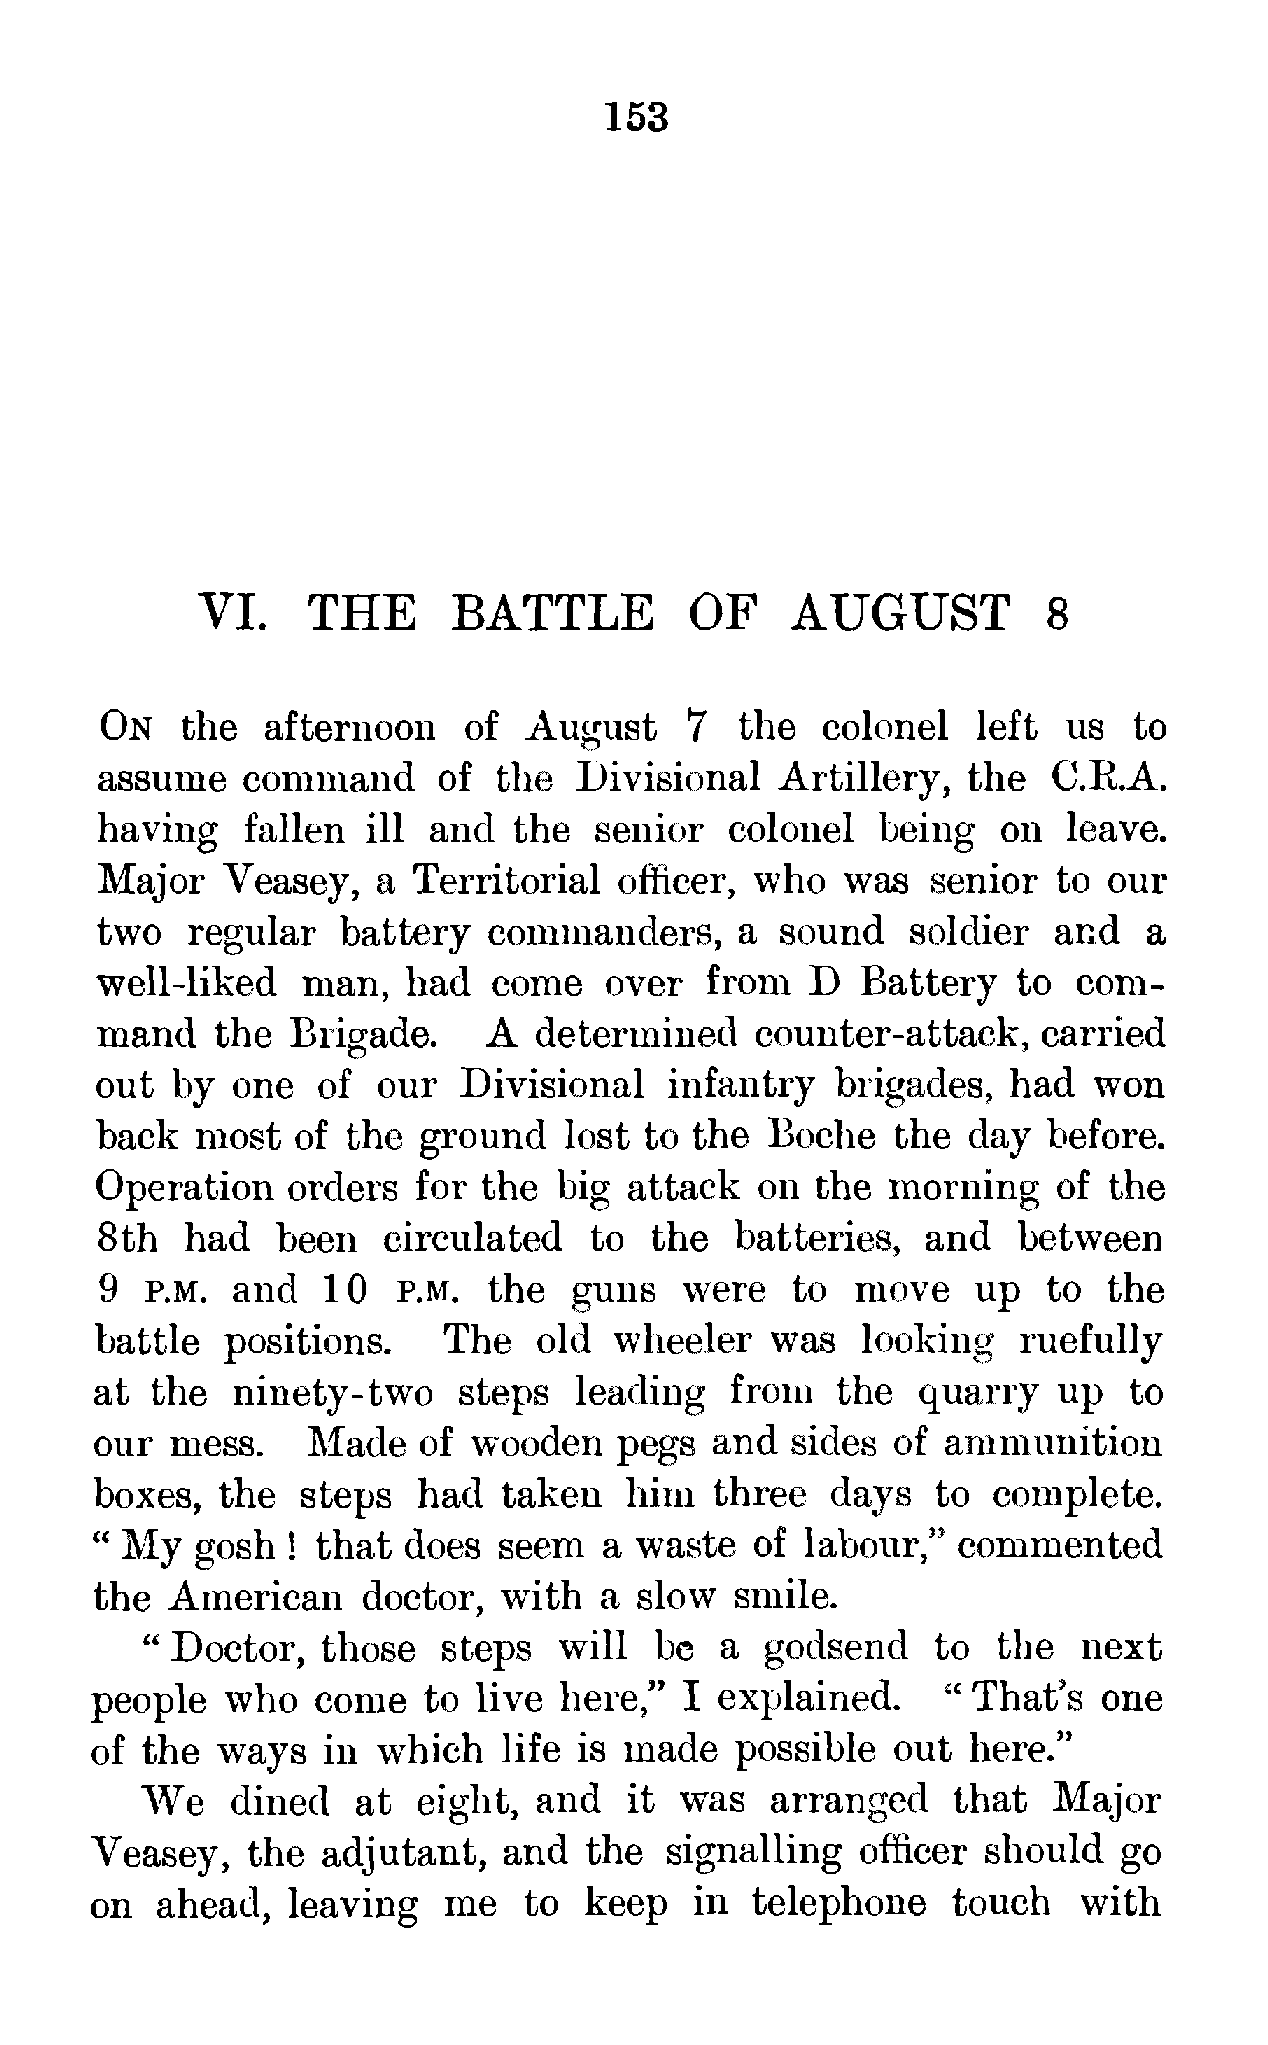 153
VI. THE BATTLE OF AUGUST 8
ON the afternoon of August 7 the colonel left us to
assume command of the Divisional Artillery, the C.R.A.
having fallen ill and the senior colonel being on leave.
Major Veasey, a Territorial officer, who was senior to our
two regular battery commanders, a sound soldier and a
well-liked man, had come over from D Battery to com-
mand the Brigade. A determined counter-attack, carried
out by one of our Divisional infantry brigades, had won
back most of the ground lost to the Boche the day before.
Operation orders for the big attack on the morning of the
8th had been circulated to the batteries, and between
9 P.M. and 10 P.M. the guns were to move up to the
battle positions. The old wheeler was looking ruefully
at the ninety-two steps leading from the quarry up to
our mess. Made of wooden pegs and sides of ammunition
boxes, the steps had taken him three days to complete.
“ My gosh ! that does seem a waste of labour,” commented
the American doctor, with a slow smile.
“ Doctor, those steps will be a godsend to the next
people who come to live here,” I explained. “ That’s one
of the ways in which life is made possible out here.”
We dined at eight, and it was arranged that Major
Veasey, the adjutant, and the signalling officer should go
on ahead, leaving me to keep in telephone touch with